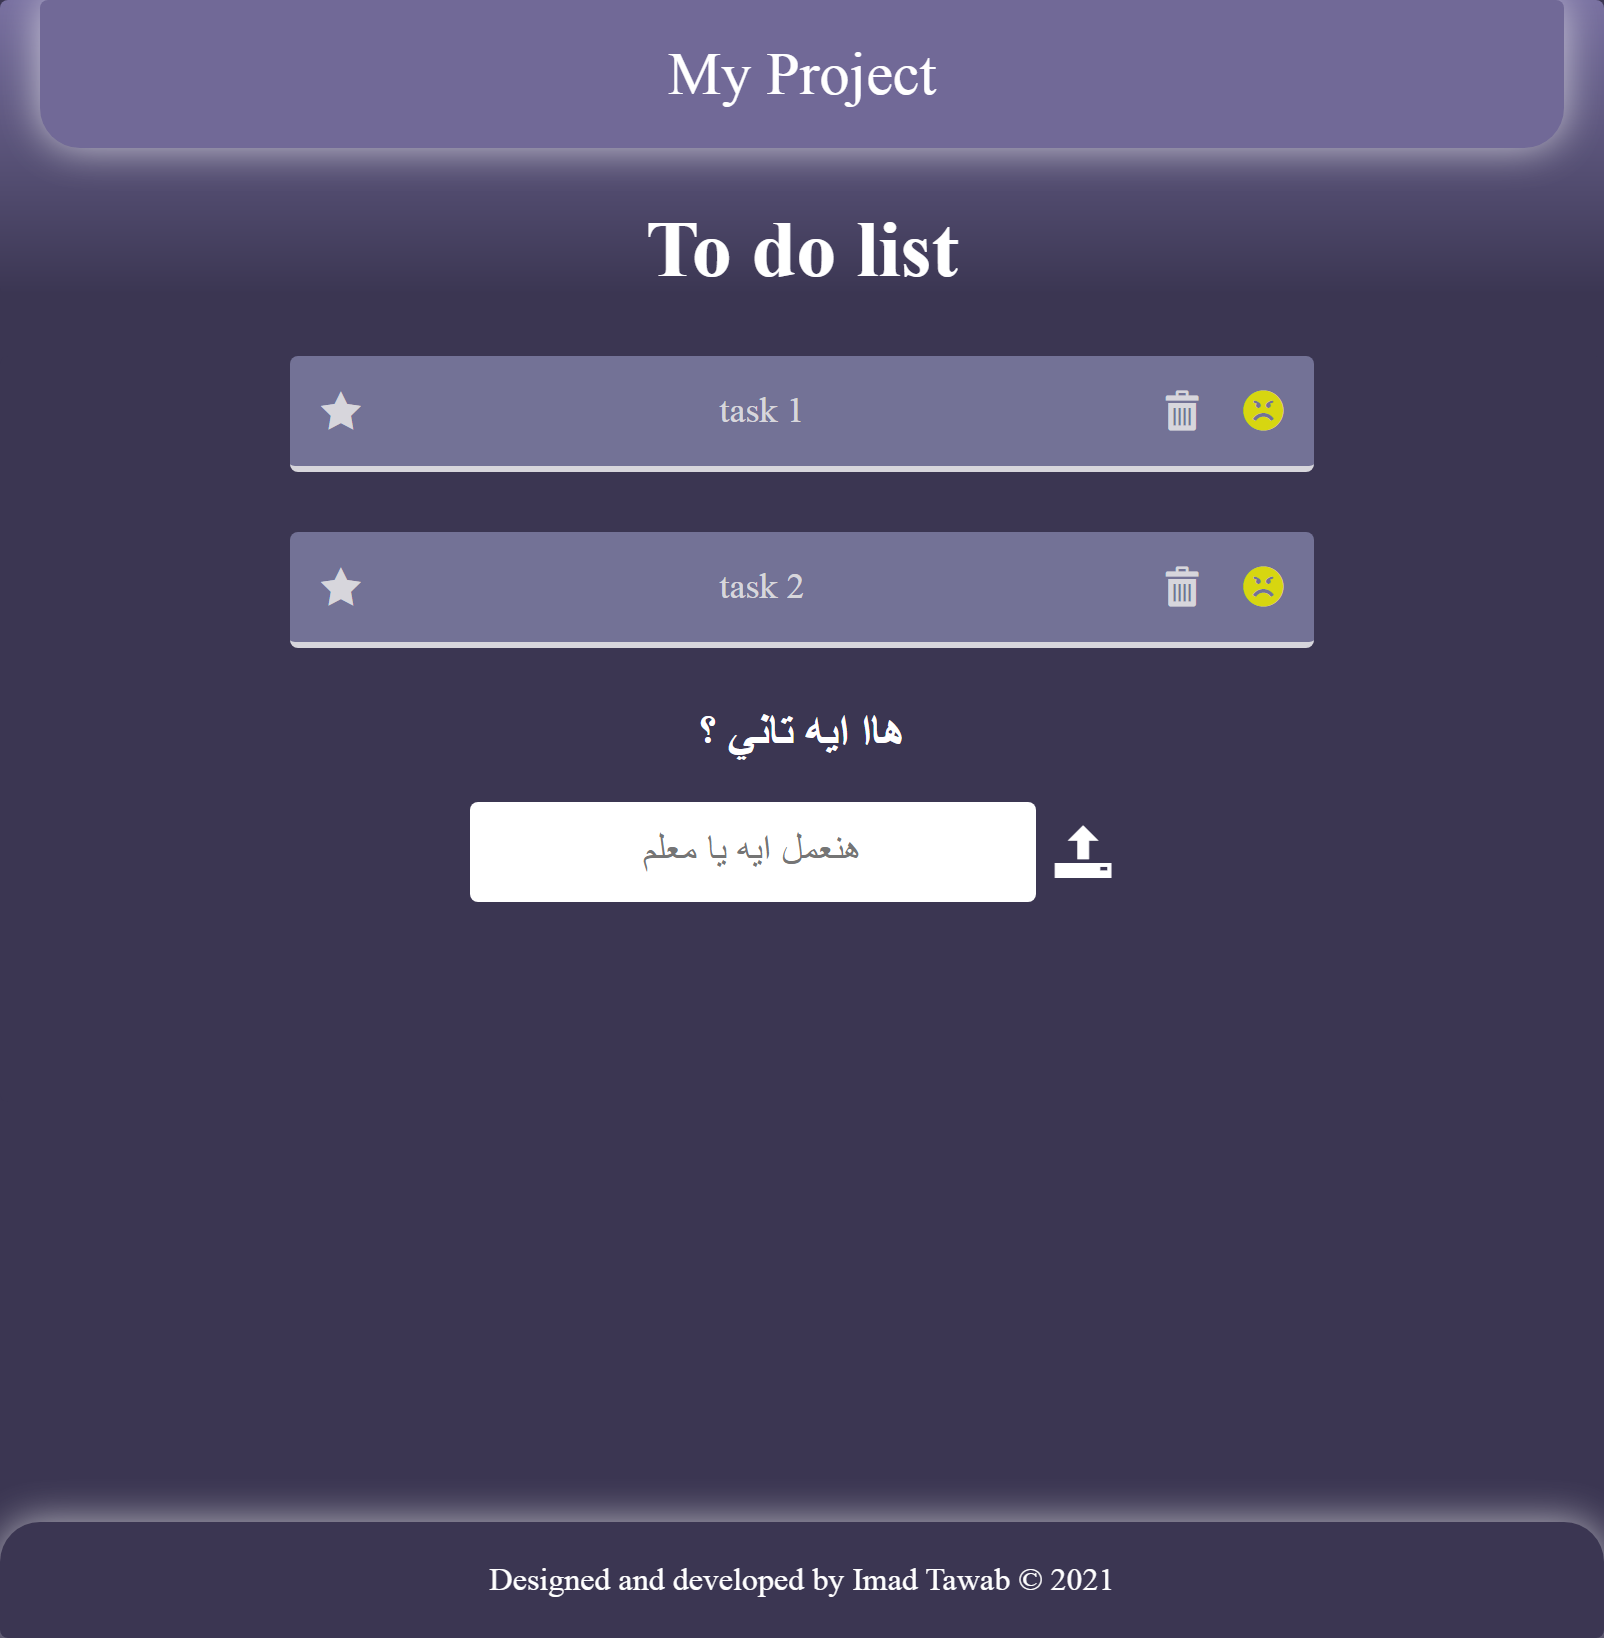 My Project
To do list
task 1
task 2
هاا ايه تاني ؟
هنعمل ايه يا معلم
Designed and developed by Imad Tawab © 2021